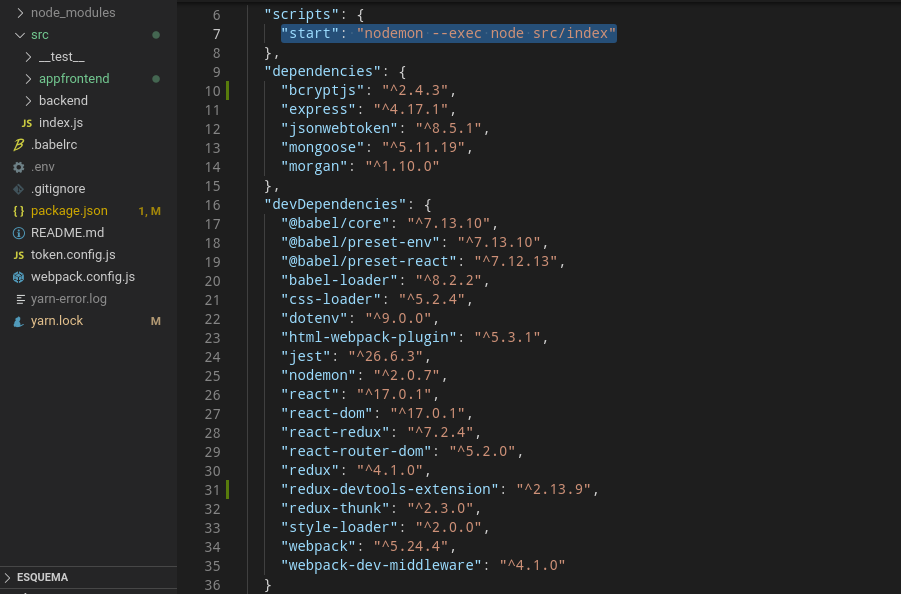 node_modules
src
__test__
appfrontend
backend
JS index.js
.babelrc
.env
.gitignore
{} package.json 1, M
README.md
JS token.config.js
webpack.config.js
yarn-error.log
yarn.lock M
ESQUEMA
6 "scripts": {
7 "start": "nodemon --exec node src/index"
8 },
9 "dependencies": {
10 "bcryptjs": "^2.4.3",
11 "express": "^4.17.1",
12 "jsonwebtoken": "^8.5.1",
13 "mongoose": "^5.11.19",
14 "morgan": "^1.10.0"
15 },
16 "devDependencies": {
17 "@babel/core": "^7.13.10",
18 "@babel/preset-env": "^7.13.10",
19 "@babel/preset-react": "^7.12.13",
20 "babel-loader": "^8.2.2",
21 "css-loader": "^5.2.4",
22 "dotenv": "^9.0.0",
23 "html-webpack-plugin": "^5.3.1",
24 "jest": "^26.6.3",
25 "nodemon": "^2.0.7",
26 "react": "^17.0.1",
27 "react-dom": "^17.0.1",
28 "react-redux": "^7.2.4",
29 "react-router-dom": "^5.2.0",
30 "redux": "^4.1.0",
31 "redux-devtools-extension": "^2.13.9",
32 "redux-thunk": "^2.3.0",
33 "style-loader": "^2.0.0",
34 "webpack": "^5.24.4",
35 "webpack-dev-middleware": "^4.1.0"
36 }